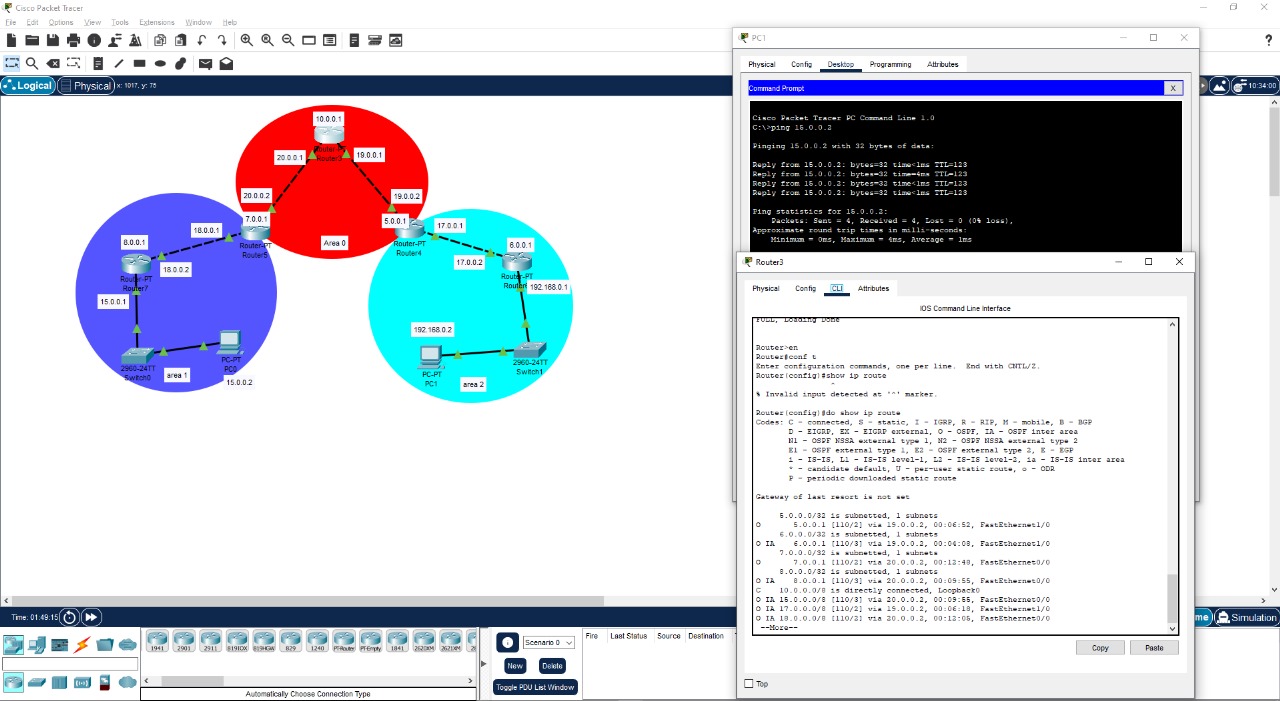 Cisco Packet Tracer
File Edit Options View Tools Extensions Window Help
Logical
Physical
x: 1017, y: 75
10:34:00
10.0.0.1
Router-PT
Router3
20.0.0.1
19.0.0.1
20.0.0.2
19.0.0.2
7.0.0.1
5.0.0.1
17.0.0.1
18.0.0.1
Router-PT
Router5
Area 0
Router-PT
Router4
8.0.0.1
6.0.0.1
18.0.0.2
17.0.0.2
Router-PT
Router7
Router-PT
192.168.0.1
15.0.0.1
192.168.0.2
2960-24TT
Switch0
area 1
PC-PT
PC0
15.0.0.2
PC-PT
PC1
area 2
2960-24TT
Switch1
PC1
Physical Config Desktop Programming Attributes
Command Prompt
X
Cisco Packet Tracer PC Command Line 1.0
C:\>ping 15.0.0.2
Pinging 15.0.0.2 with 32 bytes of data:
Reply from 15.0.0.2: bytes=32 time<1ms TTL=123
Reply from 15.0.0.2: bytes=32 time=4ms TTL=123
Reply from 15.0.0.2: bytes=32 time<1ms TTL=123
Reply from 15.0.0.2: bytes=32 time<1ms TTL=123
Ping statistics for 15.0.0.2:
Packets: Sent = 4, Received = 4, Lost = 0 (0% loss),
Approximate round trip times in milli-seconds:
Minimum = 0ms, Maximum = 4ms, Average = 1ms
Router3
Physical Config CLI Attributes
IOS Command Line Interface
FULL, Loading Done
Router>en
Router#conf t
Enter configuration commands, one per line. End with CNTL/Z.
Router(config)#show ip route
^
% Invalid input detected at '^' marker.
Router(config)#do show ip route
Codes: C - connected, S - static, I - IGRP, R - RIP, M - mobile, B - BGP
D - EIGRP, EX - EIGRP external, O - OSPF, IA - OSPF inter area
N1 - OSPF NSSA external type 1, N2 - OSPF NSSA external type 2
E1 - OSPF external type 1, E2 - OSPF external type 2, E - EGP
i - IS-IS, L1 - IS-IS level-1, L2 - IS-IS level-2, ia - IS-IS inter area
* - candidate default, U - per-user static route, o - ODR
P - periodic downloaded static route
Gateway of last resort is not set
5.0.0.0/32 is subnetted, 1 subnets
O 5.0.0.1 [110/2] via 19.0.0.2, 00:06:52, FastEthernet1/0
6.0.0.0/32 is subnetted, 1 subnets
O IA 6.0.0.1 [110/3] via 19.0.0.2, 00:04:08, FastEthernet1/0
7.0.0.0/32 is subnetted, 1 subnets
O 7.0.0.1 [110/2] via 20.0.0.2, 00:12:48, FastEthernet0/0
8.0.0.0/32 is subnetted, 1 subnets
O IA 8.0.0.1 [110/3] via 20.0.0.2, 00:09:55, FastEthernet0/0
C 10.0.0.0/8 is directly connected, Loopback0
O IA 15.0.0.0/8 [110/3] via 20.0.0.2, 00:09:55, FastEthernet0/0
O IA 17.0.0.0/8 [110/2] via 19.0.0.2, 00:06:18, FastEthernet1/0
O IA 18.0.0.0/8 [110/2] via 20.0.0.2, 00:12:05, FastEthernet0/0
--More--
Copy
Paste
Top
Time: 01:49:15
me
Simulation
1941 2901 2911 819IOX 819HGW 829 1240 PT-Router PT-Empty 1841 2620XM 2621XM
Automatically Choose Connection Type
Scenario 0
New
Delete
Toggle PDU List Window
Fire Last Status Source Destination